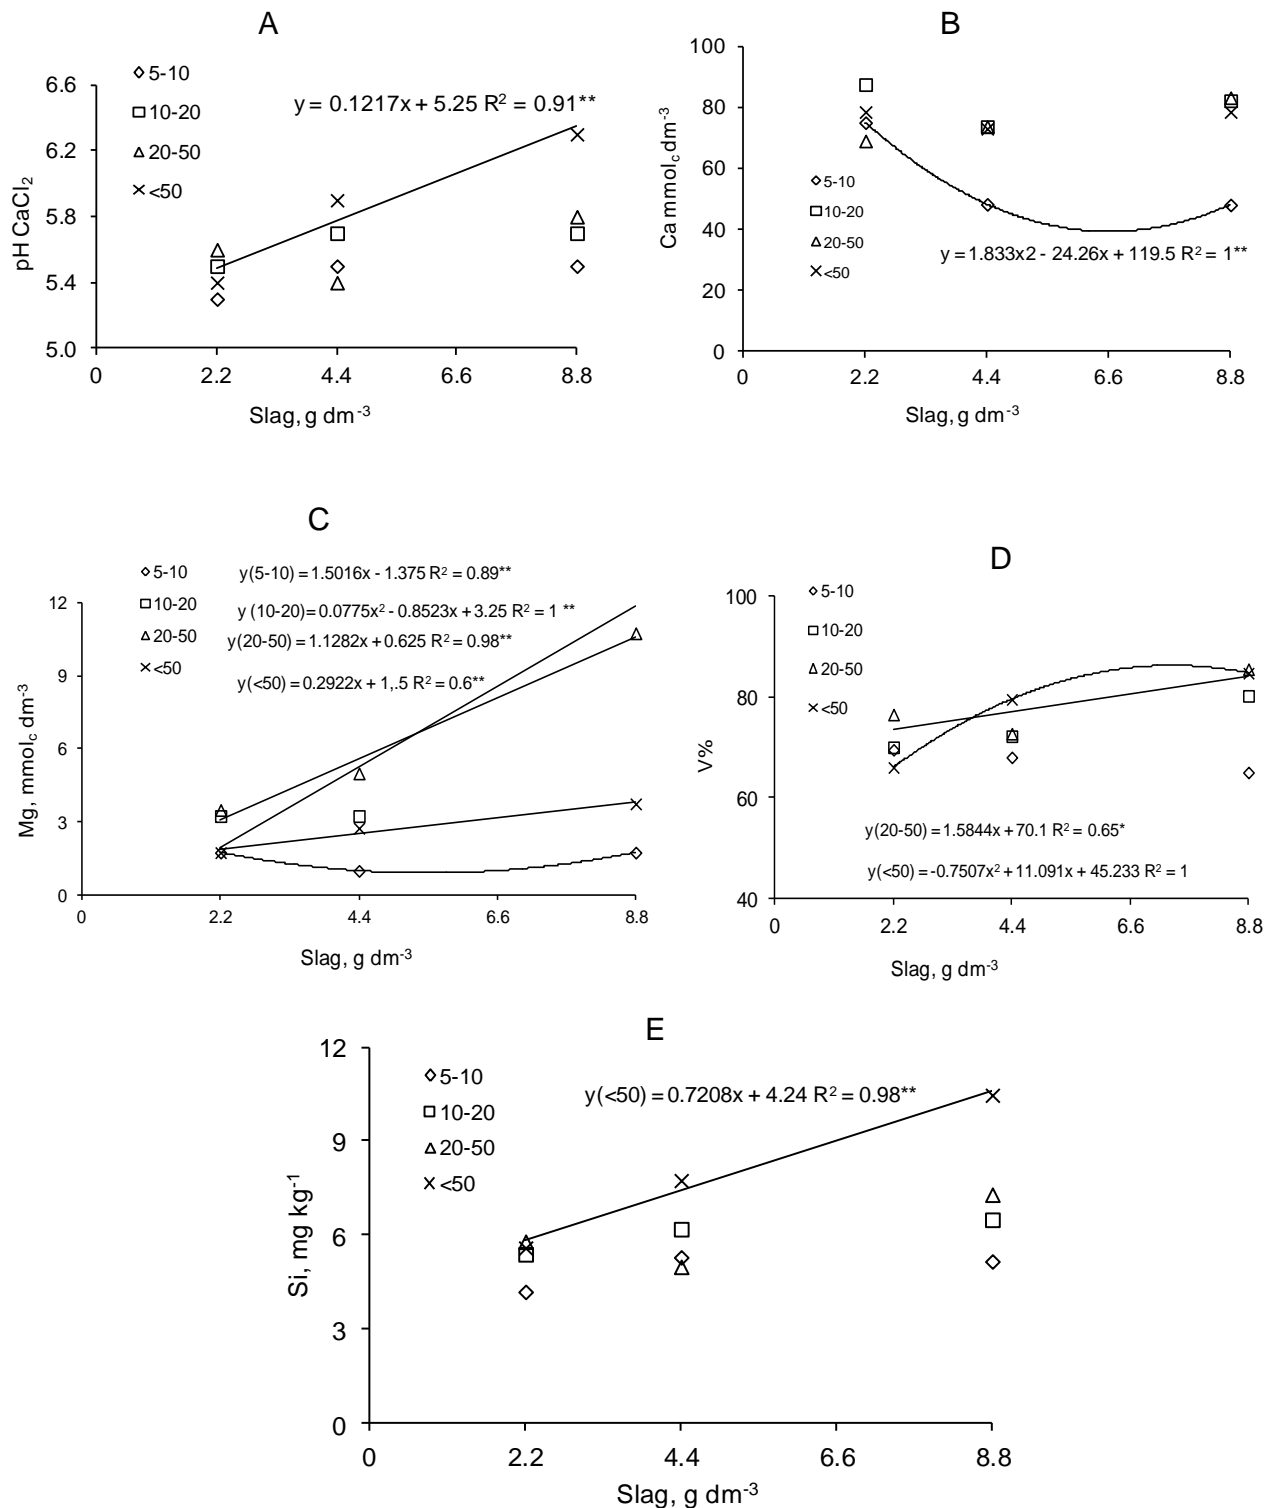 A
5-10
10-20
20-50
<50
y = 0.1217x + 5.25 R² = 0.91**
6.6
6.2
5.8
5.4
5.0
pH CaCl₂
0 2.2 4.4 6.6 8.8
Slag, g dm⁻³
B
100
80
60
40
20
0
Ca mmol꜀ dm⁻³
5-10
10-20
20-50
<50
y = 1.833x2 - 24.26x + 119.5 R² = 1**
0 2.2 4.4 6.6 8.8
Slag, g dm⁻³
C
5-10
10-20
20-50
<50
y(5-10) = 1.5016x - 1.375 R² = 0.89**
y (10-20)= 0.0775x² - 0.8523x + 3.25 R² = 1 **
y(20-50) = 1.1282x + 0.625 R² = 0.98**
y(<50) = 0.2922x + 1,.5 R² = 0.6**
12
9
6
3
0
Mg, mmol꜀ dm⁻³
0 2.2 4.4 6.6 8.8
Slag, g dm⁻³
D
5-10
10-20
20-50
<50
100
80
60
40
V%
y(20-50) = 1.5844x + 70.1 R² = 0.65*
y(<50) = -0.7507x² + 11.091x + 45.233 R² = 1
0 2.2 4.4 6.6 8.8
Slag, g dm⁻³
E
5-10
10-20
20-50
<50
y(<50) = 0.7208x + 4.24 R² = 0.98**
12
9
6
3
0
Si, mg kg⁻¹
0 2.2 4.4 6.6 8.8
Slag, g dm⁻³